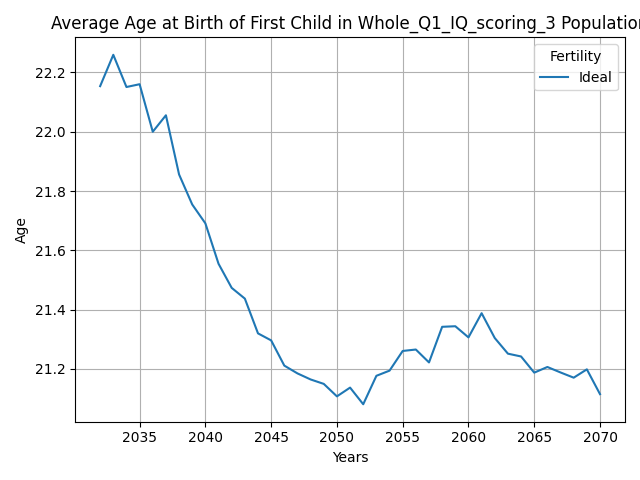 Average Age at Birth of First Child in Whole_Q1_IQ_scoring_3 Population
Fertility
Ideal
22.2
22.0
21.8
21.6
21.4
21.2
Age
2035 2040 2045 2050 2055 2060 2065 2070
Years